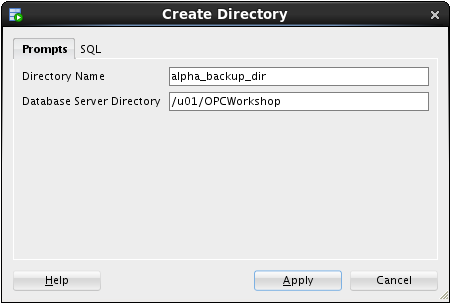 Create Directory
Prompts SQL
Directory Name alpha_backup_dir
Database Server Directory /u01/OPCWorkshop
Help Apply Cancel